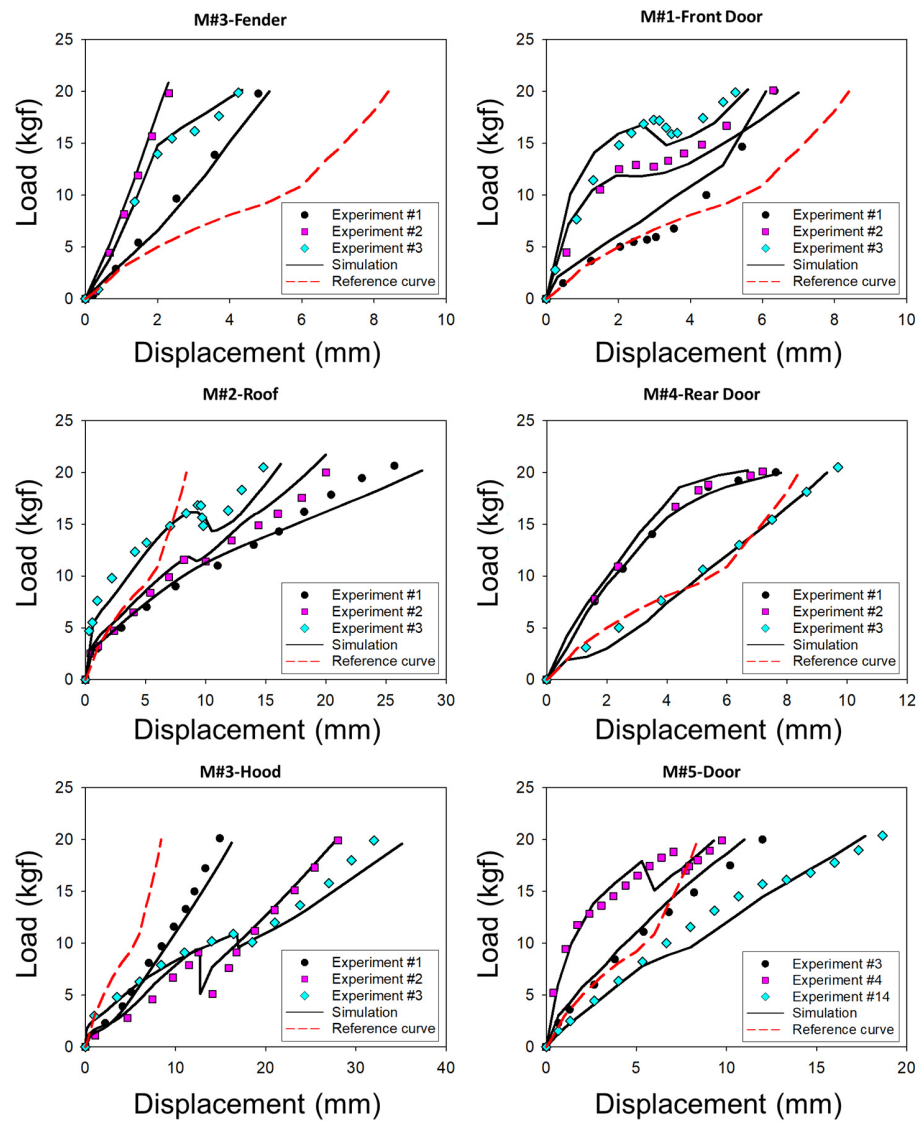 M#3-Fender
25
20
15
10
5
0
Load (kgf)
Experiment #1
Experiment #2
Experiment #3
Simulation
Reference curve
0 2 4 6 8 10
Displacement (mm)
M#1-Front Door
25
20
15
10
5
0
Load (kgf)
Experiment #1
Experiment #2
Experiment #3
Simulation
Reference curve
0 2 4 6 8 10
Displacement (mm)
M#2-Roof
25
20
15
10
5
0
Load (kgf)
Experiment #1
Experiment #2
Experiment #3
Simulation
Reference curve
0 5 10 15 20 25 30
Displacement (mm)
M#4-Rear Door
25
20
15
10
5
0
Load (kgf)
Experiment #1
Experiment #2
Experiment #3
Simulation
Reference curve
0 2 4 6 8 10 12
Displacement (mm)
M#3-Hood
25
20
15
10
5
0
Load (kgf)
Experiment #1
Experiment #2
Experiment #3
Simulation
Reference curve
0 10 20 30 40
Displacement (mm)
M#5-Door
25
20
15
10
5
0
Load (kgf)
Experiment #3
Experiment #4
Experiment #14
Simulation
Reference curve
0 5 10 15 20
Displacement (mm)